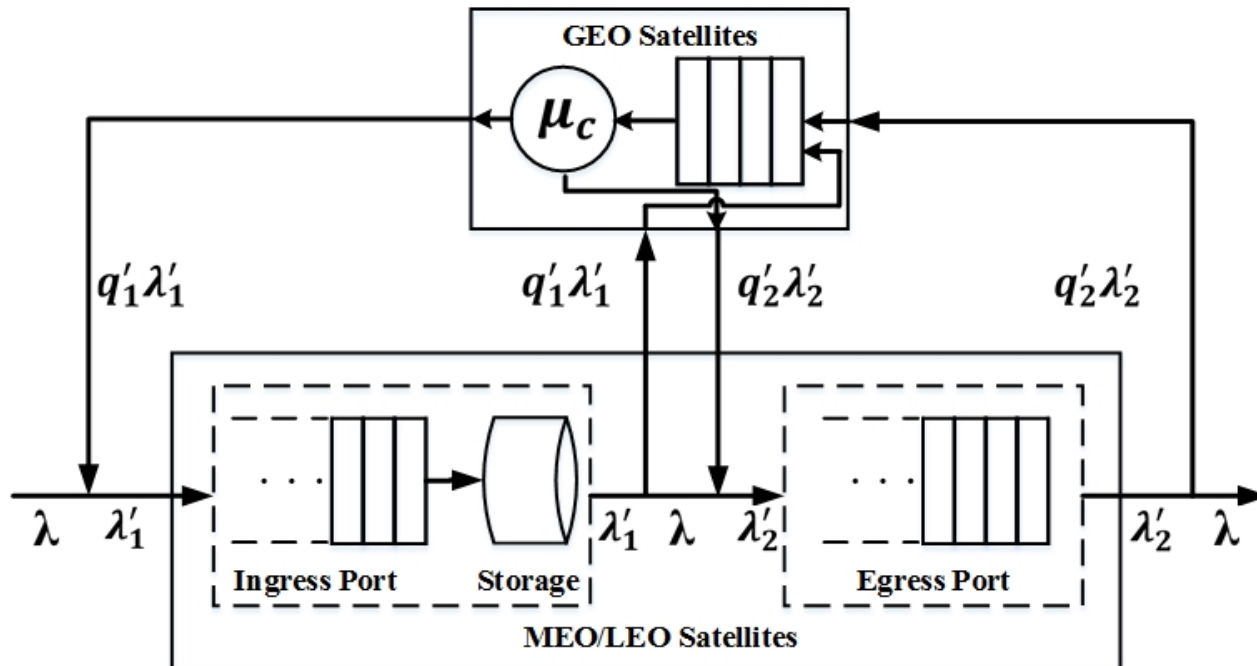 GEO Satellites
μ_c
q′₁λ′₁ q′₁λ′₁ q′₂λ′₂ q′₂λ′₂
· · · · · ·
λ λ′₁ λ′₁ λ λ′₂ λ′₂ λ
Ingress Port Storage Egress Port
MEO/LEO Satellites